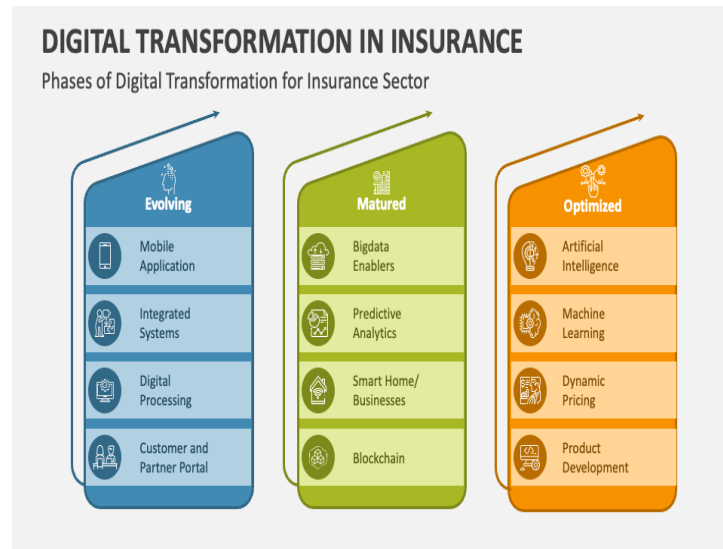 DIGITAL TRANSFORMATION IN INSURANCE
Phases of Digital Transformation for Insurance Sector
Evolving
Mobile
Application
Integrated
Systems
Digital
Processing
Customer and
Partner Portal
Matured
Bigdata
Enablers
Predictive
Analytics
Smart Home/
Businesses
Blockchain
Optimized
Artificial
Intelligence
Machine
Learning
Dynamic
Pricing
Product
Development